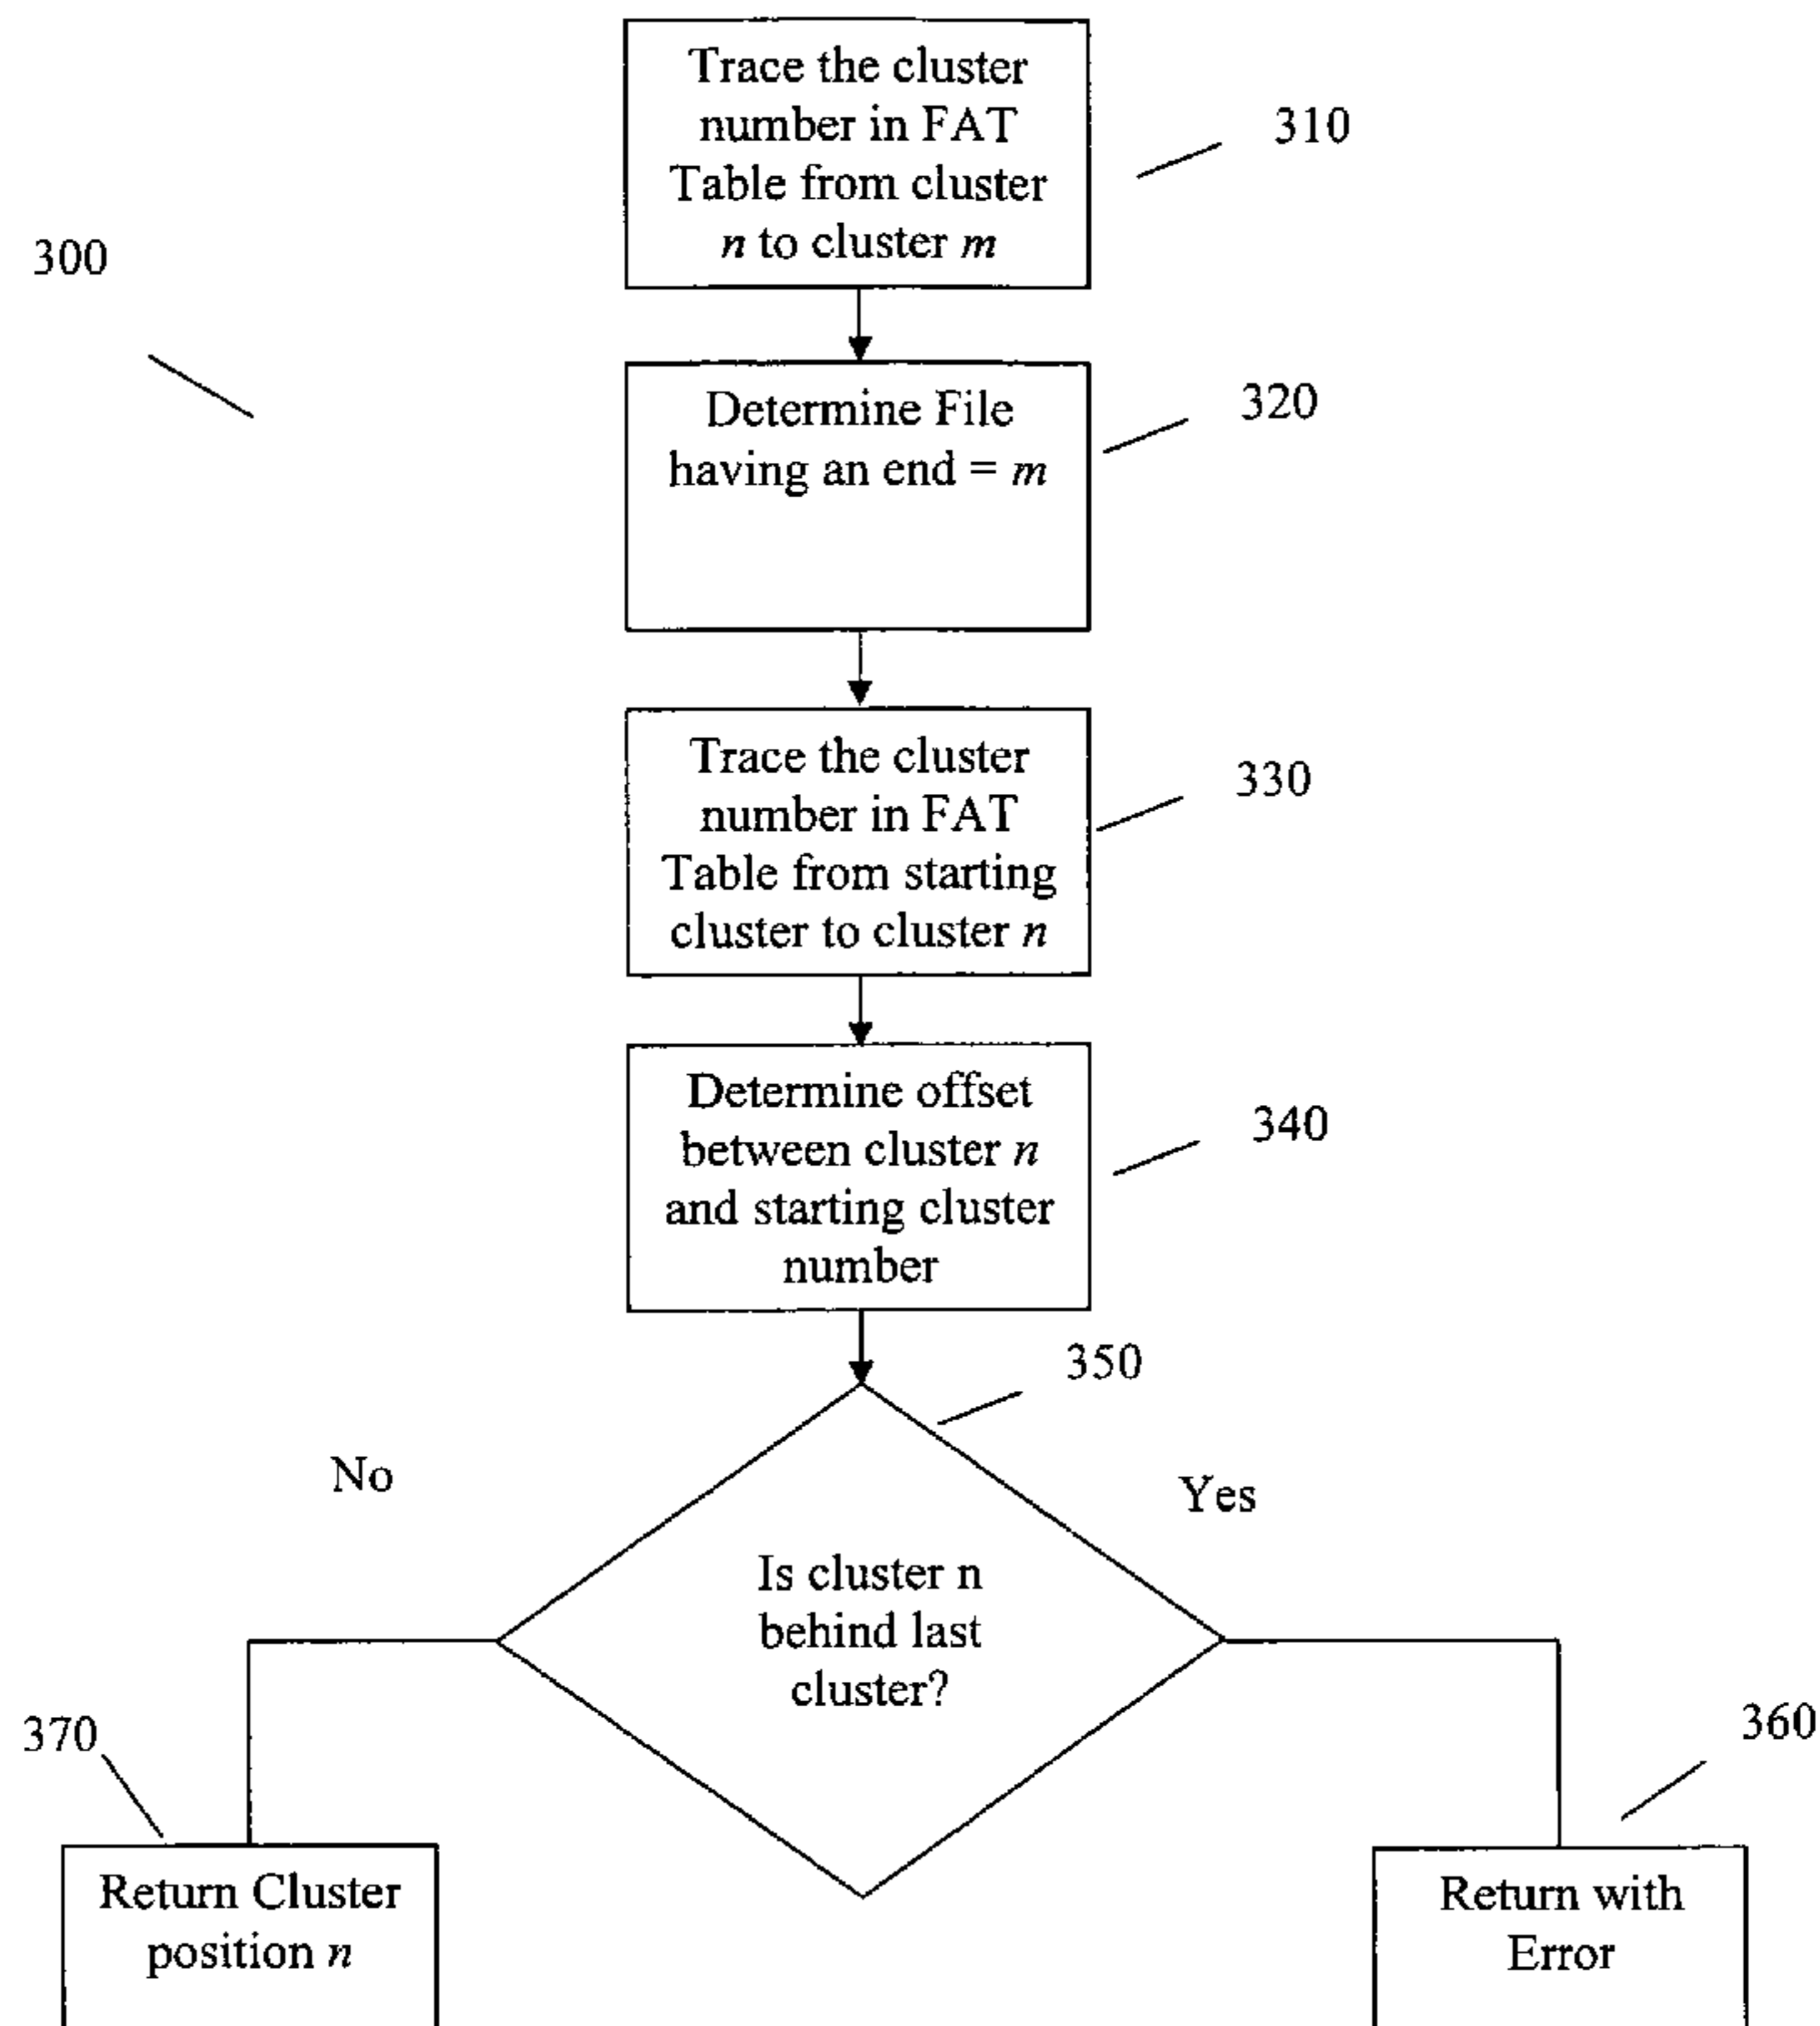 Trace the cluster
number in FAT
Table from cluster
n to cluster m
310
300
Determine File
having an end = m
320
Trace the cluster
number in FAT
Table from starting
cluster to cluster n
330
Determine offset
between cluster n
and starting cluster
number
340
350
No
Yes
Is cluster n
behind last
cluster?
370
360
Return Cluster
position n
Return with
Error